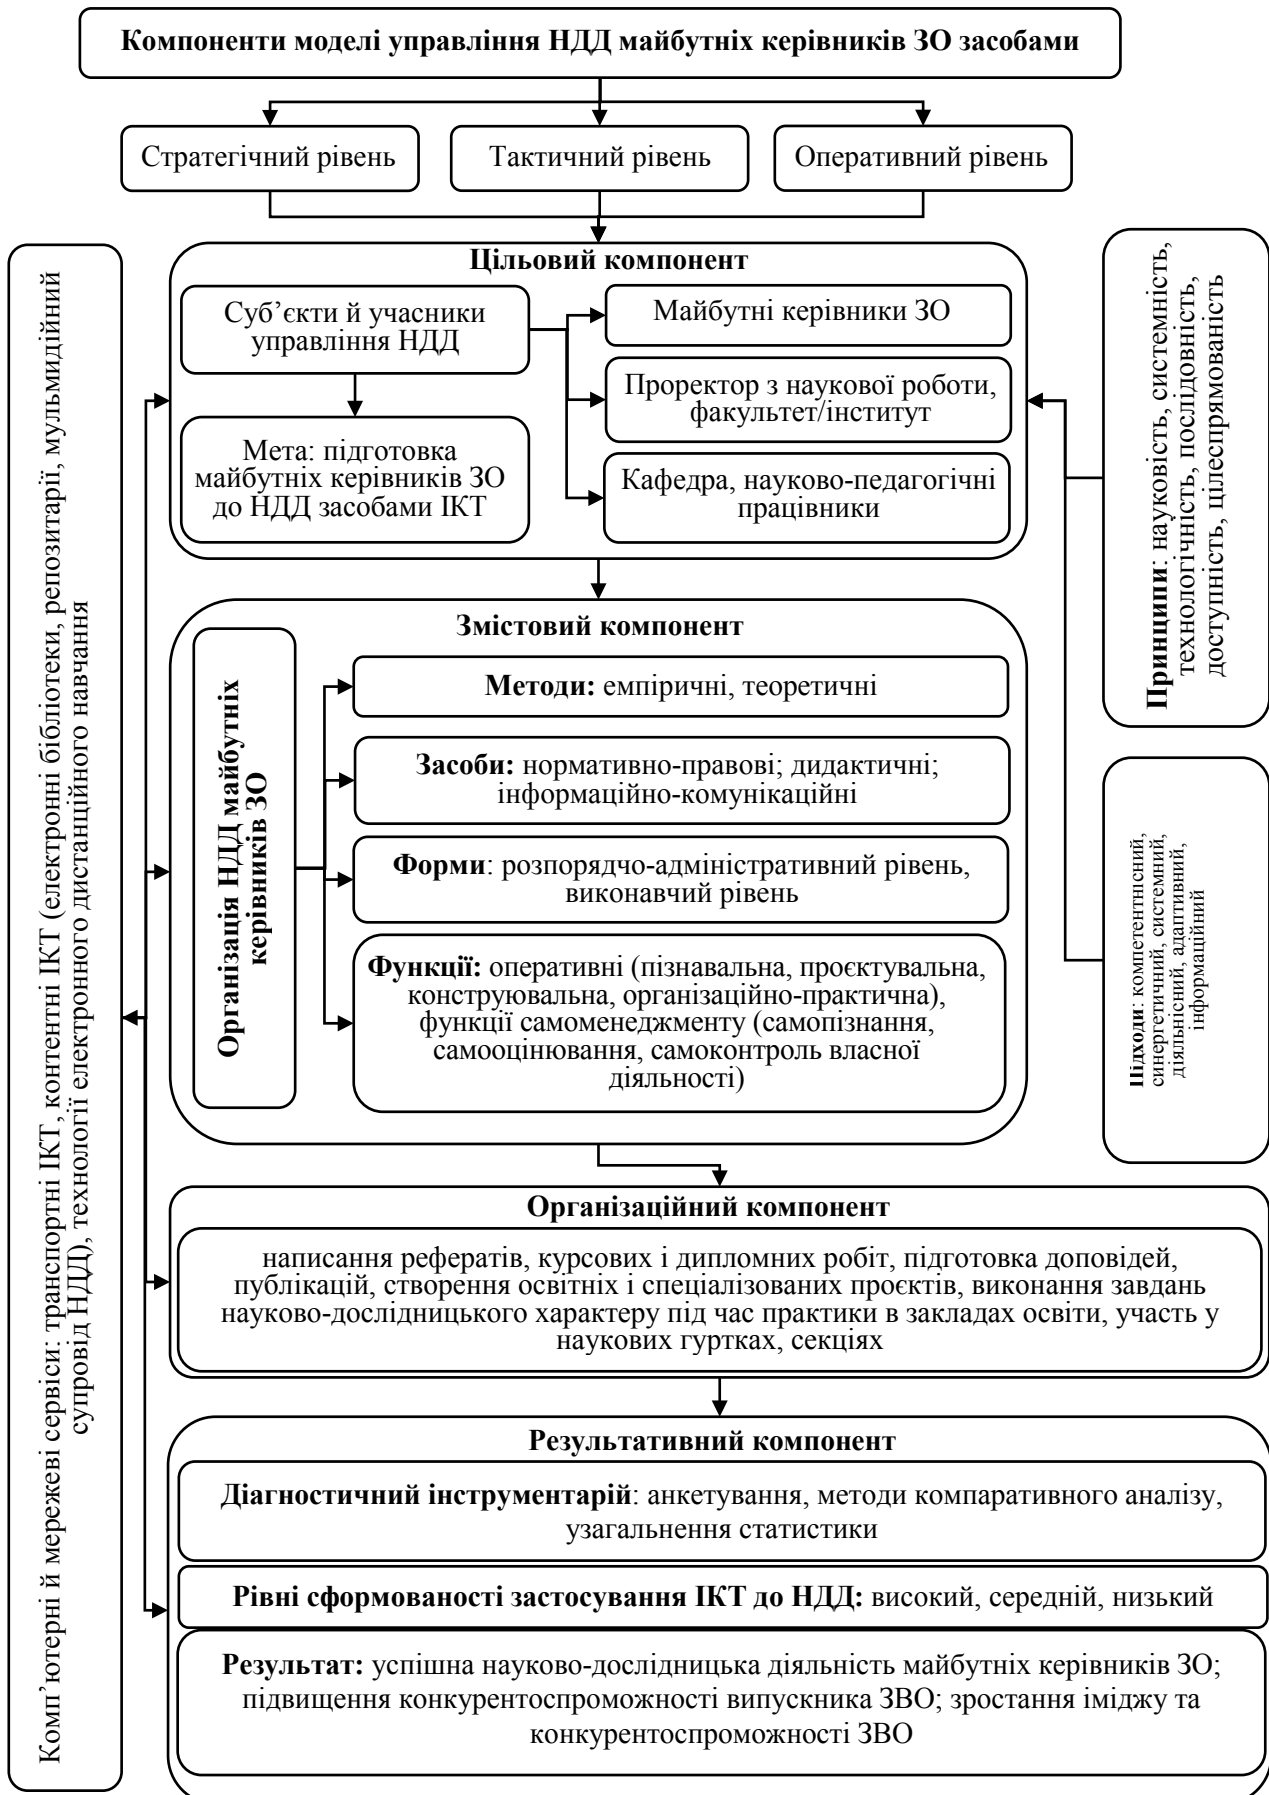 Компоненти моделі управління НДД майбутніх керівників ЗО засобами
Стратегічний рівень
Тактичний рівень
Оперативний рівень
Комп’ютерні й мережеві сервіси: транспортні ІКТ, контентні ІКТ (електронні бібліотеки, репозитарії, мульмидійний
супровід НДД), технології електронного дистанційного навчання
Цільовий компонент
Суб’єкти й учасники
управління НДД
Мета: підготовка
майбутніх керівників ЗО
до НДД засобами ІКТ
Майбутні керівники ЗО
Проректор з наукової роботи,
факультет/інститут
Кафедра, науково-педагогічні
працівники
Принципи: науковість, системність,
технологічність, послідовність,
доступність, цілеспрямованість
Змістовий компонент
Організація НДД майбутніх
керівників ЗО
Методи: емпіричні, теоретичні
Засоби: нормативно-правові; дидактичні;
інформаційно-комунікаційні
Форми: розпорядчо-адміністративний рівень,
виконавчий рівень
Функції: оперативні (пізнавальна, проєктувальна,
конструювальна, організаційно-практична),
функції самоменеджменту (самопізнання,
самооцінювання, самоконтроль власної
діяльності)
Підходи: компетентнісний,
синергетичний, системний,
діяльнісний, адаптивний,
інформаційний
Організаційний компонент
написання рефератів, курсових і дипломних робіт, підготовка доповідей,
публікацій, створення освітніх і спеціалізованих проєктів, виконання завдань
науково-дослідницького характеру під час практики в закладах освіти, участь у
наукових гуртках, секціях
Результативний компонент
Діагностичний інструментарій: анкетування, методи компаративного аналізу,
узагальнення статистики
Рівні сформованості застосування ІКТ до НДД: високий, середній, низький
Результат: успішна науково-дослідницька діяльність майбутніх керівників ЗО;
підвищення конкурентоспроможності випускника ЗВО; зростання іміджу та
конкурентоспроможності ЗВО